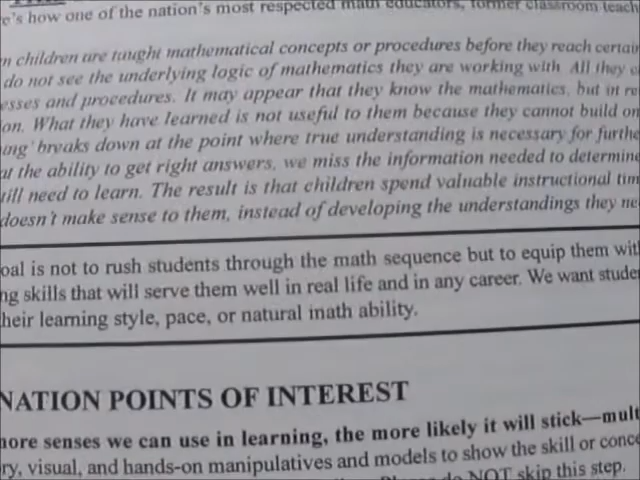 's how one of the nation's most respected math educators, former classroom teach
n children are taught mathematical concepts or procedures before they reach certain
do not see the underlying logic of mathematics they are working with. All they
esses and procedures. It may appear that they know the mathematics, but in re
on. What they have learned is not useful to them because they cannot build on
ing' breaks down at the point where true understanding is necessary for furthe
at the ability to get right answers, we miss the information needed to determine
till need to learn. The result is that children spend valuable instructional tim
doesn't make sense to them, instead of developing the understandings they ne
oal is not to rush students through the math sequence but to equip them wit
ng skills that will serve them well in real life and in any career. We want studen
heir learning style, pace, or natural math ability.
NATION POINTS OF INTEREST
more senses we can use in learning, the more likely it will stick—mult
ry, visual, and hands-on manipulatives and models to show the skill or conce
do NOT skip this step.